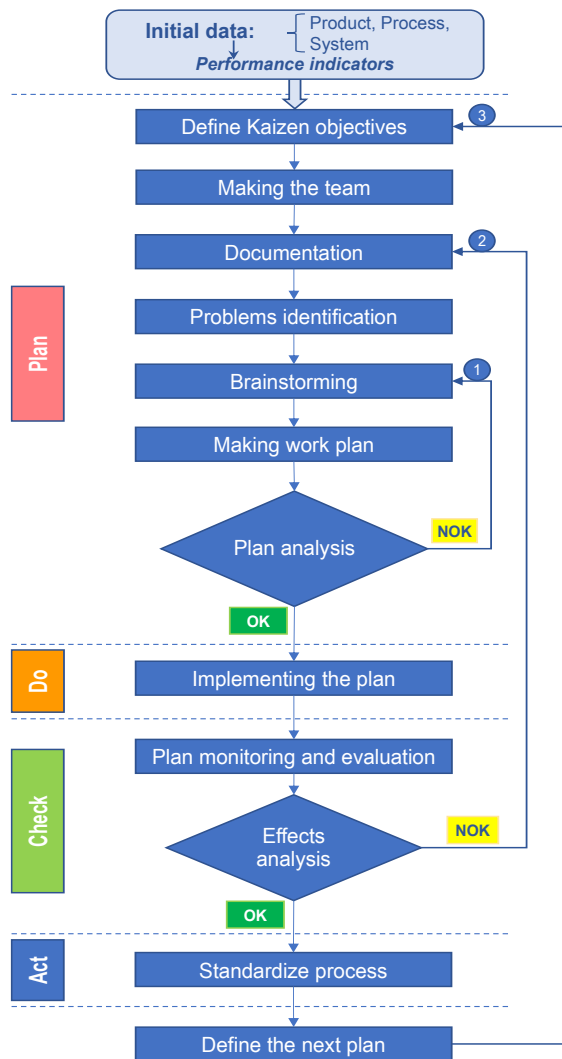 Initial data:
Product, Process,
System
Performance indicators
Define Kaizen objectives
3
Making the team
Documentation
2
Problems identification
Plan
Brainstorming
1
Making work plan
Plan analysis
NOK
OK
Do
Implementing the plan
Plan monitoring and evaluation
Check
Effects
analysis
NOK
OK
Act
Standardize process
Define the next plan